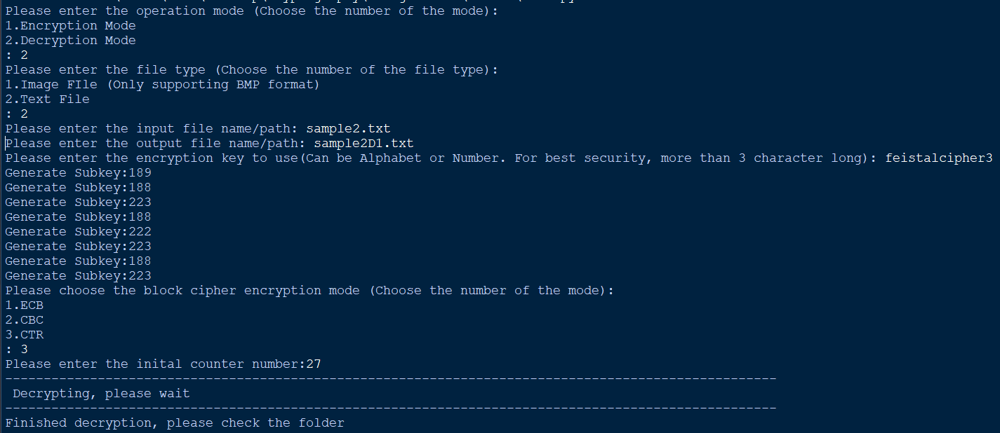 Please enter the operation mode (Choose the number of the mode):
1.Encryption Mode
2.Decryption Mode
: 2
Please enter the file type (Choose the number of the file type):
1.Image FIle (Only supporting BMP format)
2.Text File
: 2
Please enter the input file name/path: sample2.txt
Please enter the output file name/path: sample2D1.txt
Please enter the encryption key to use(Can be Alphabet or Number. For best security, more than 3 character long): feistalcipher3
Generate Subkey:189
Generate Subkey:188
Generate Subkey:223
Generate Subkey:188
Generate Subkey:222
Generate Subkey:223
Generate Subkey:188
Generate Subkey:223
Please choose the block cipher encryption mode (Choose the number of the mode):
1.ECB
2.CBC
3.CTR
: 3
Please enter the inital counter number:27
----------------------------------------------------------------------------------------------------
Decrypting, please wait
----------------------------------------------------------------------------------------------------
Finished decryption, please check the folder